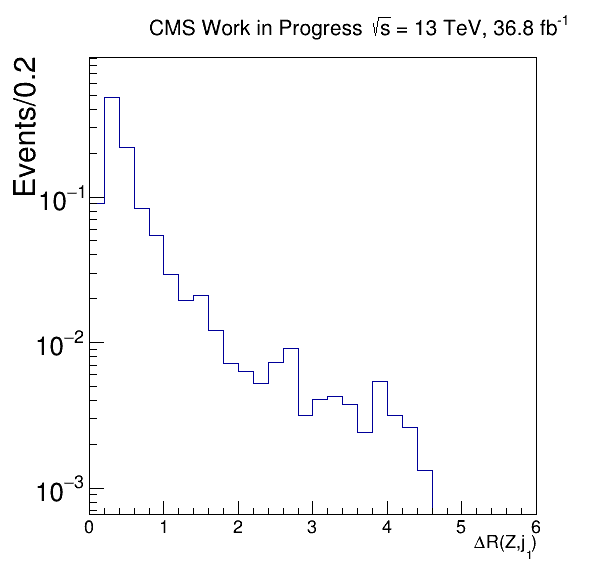 CMS Work in Progress √s = 13 TeV, 36.8 fb⁻¹
Events/0.2
10⁻¹
10⁻²
10⁻³
0 1 2 3 4 5 6
ΔR(Z,j₁)